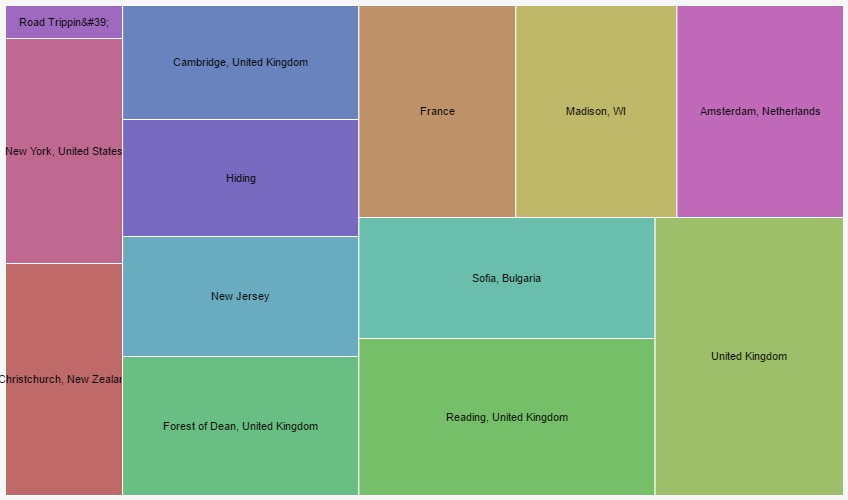 Road Trippin&#39;
New York, United States
Christchurch, New Zealan
Cambridge, United Kingdom
Hiding
New Jersey
Forest of Dean, United Kingdom
France
Madison, WI
Amsterdam, Netherlands
Sofia, Bulgaria
Reading, United Kingdom
United Kingdom